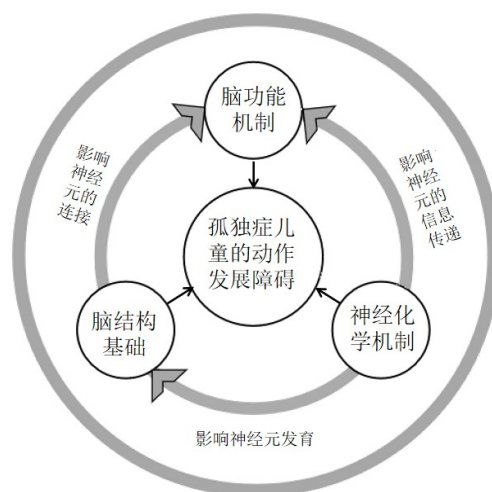 脑功能
机制
影响
神经
元的
连接
影响
神经
元的
信息
传递
孤独症儿
童的动作
发展障碍
脑结构
基础
神经化
学机制
影响神经元发育